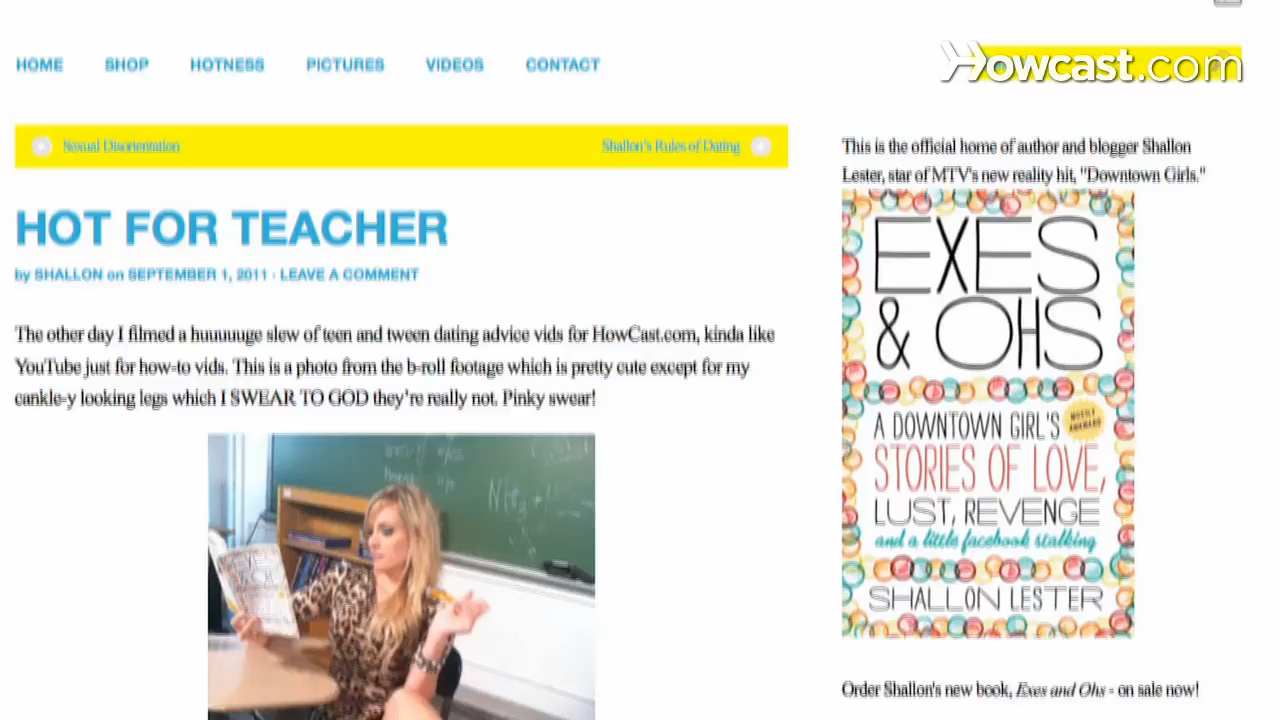 HOME SHOP HOTNESS PICTURES VIDEOS CONTACT
Howcast.com
Sexual Disorientation
Shallon's Rules of Dating
HOT FOR TEACHER
by SHALLON on SEPTEMBER 1, 2011 · LEAVE A COMMENT
The other day I filmed a huuuuuge slew of teen and tween dating advice vids for HowCast.com, kinda like
YouTube just for how-to vids. This is a photo from the b-roll footage which is pretty cute except for my
cankle-y looking legs which I SWEAR TO GOD they're really not. Pinky swear!
EXES
This is the official home of author and blogger Shallon
Lester, star of MTV's new reality hit, "Downtown Girls."
EXES
& OHS
A DOWNTOWN GIRL'S
MOSTLY
AWKWARD
STORIES OF LOVE,
LUST, REVENGE
and a little facebook stalking
SHALLON LESTER
Order Shallon's new book, Exes and Ohs - on sale now!